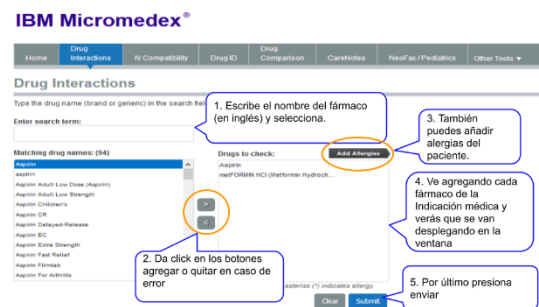 IBM Micromedex®
Home
Drug Interactions
IV Compatibility
Drug ID
Drug Comparison
CareNotes
NeoFax / Pediatrics
Other Tools ▼
Drug Interactions
Type the drug name (brand or generic) in the search
1. Escribe el nombre del fármaco
(en inglés) y selecciona.
Enter search term:
3. También
puedes añadir
alergias del
paciente.
Matching drug names: (94)
Aspirin
aspirin
Aspirin Adult Low Dose (Aspirin)
Aspirin Adult Low Strength
Aspirin Children's
Aspirin CR
Aspirin Delayed-Release
Aspirin EC
Aspirin Extra Strength
Aspirin Fast Relief
Aspirin Filmtab
Aspirin For Arthritis
>
<
Drugs to check:
Add Allergies
Aspirin
metFORMIN HCl (Metformin Hydroch...
4. Ve agregando cada
fármaco de la
Indicación médica y
verás que se van
desplegando en la
ventana
2. Da click en los botones
agregar o quitar en caso de
error
asterisk (*) indicates allergy
Clear
Submit
5. Por último presiona
enviar